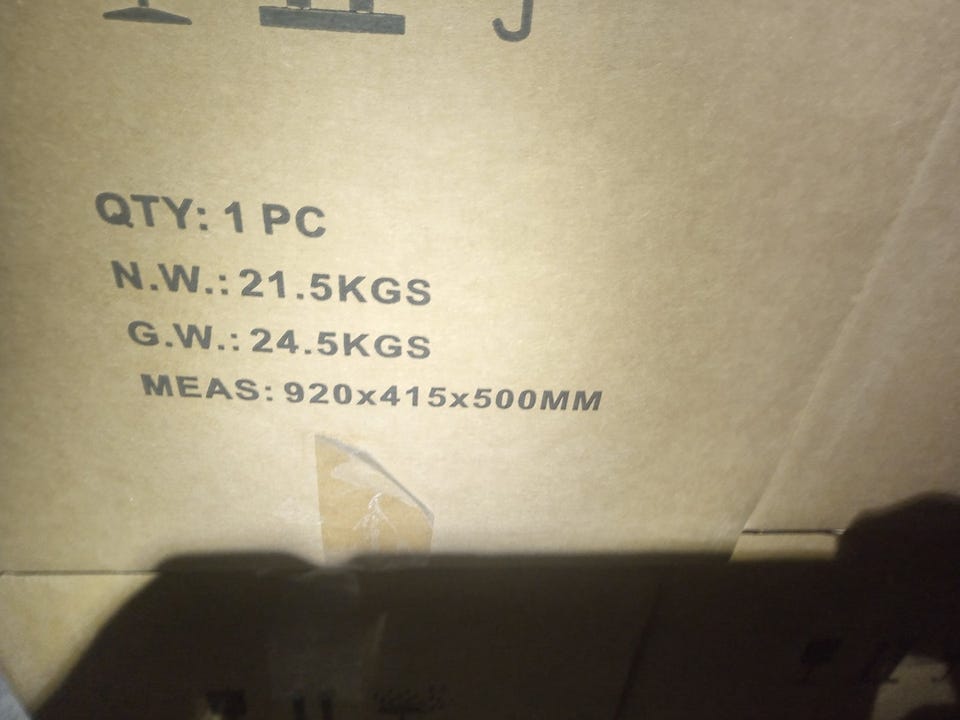 QTY: 1 PC
N.W.: 21.5KGS
G.W.: 24.5KGS
MEAS: 920x415x500MM